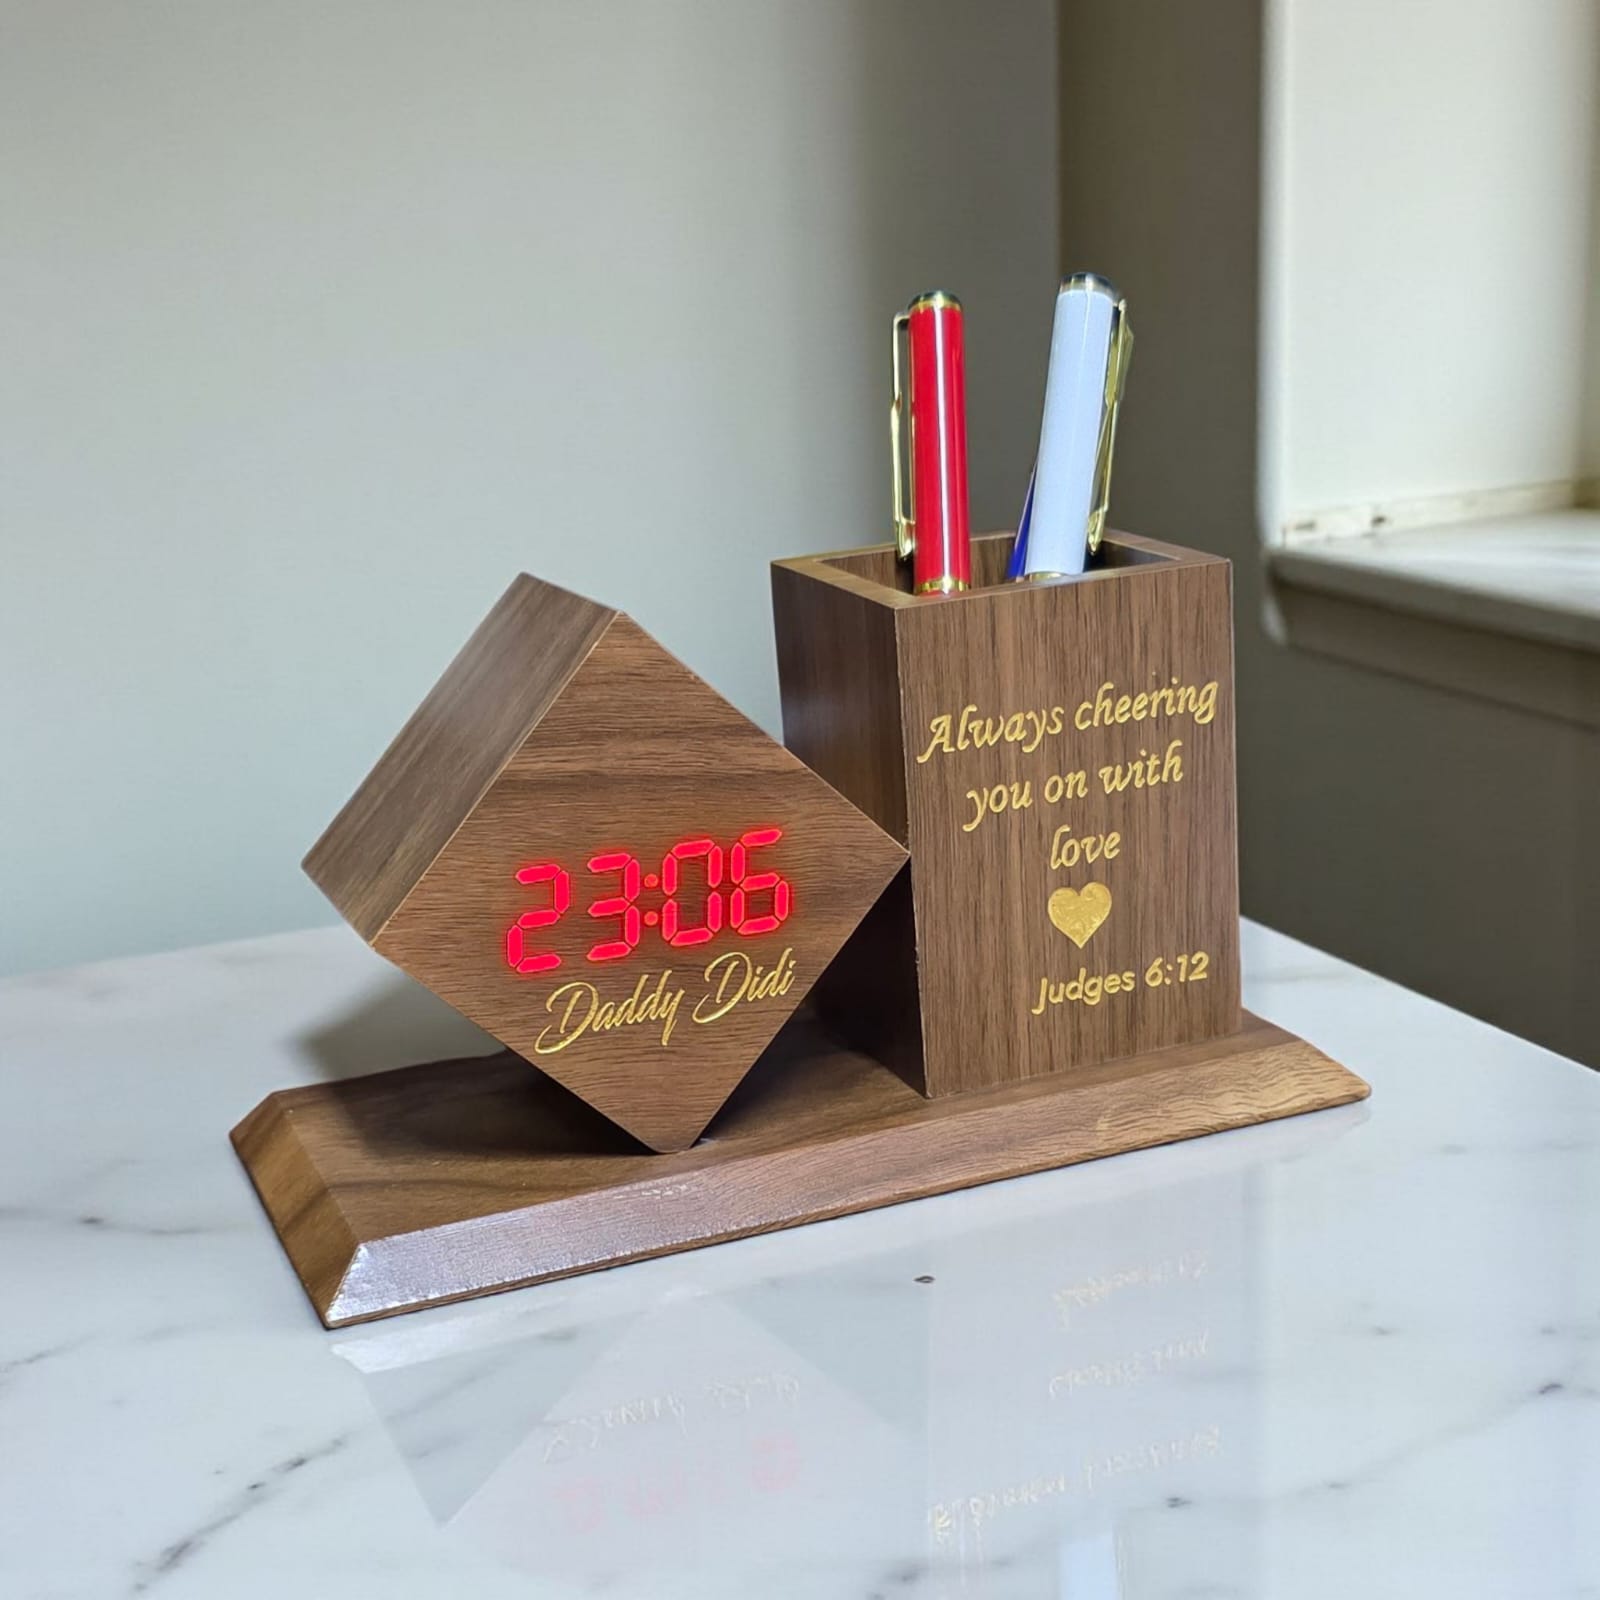 23:06
Daddy Didi
Always cheering
you on with
love
Judges 6:12